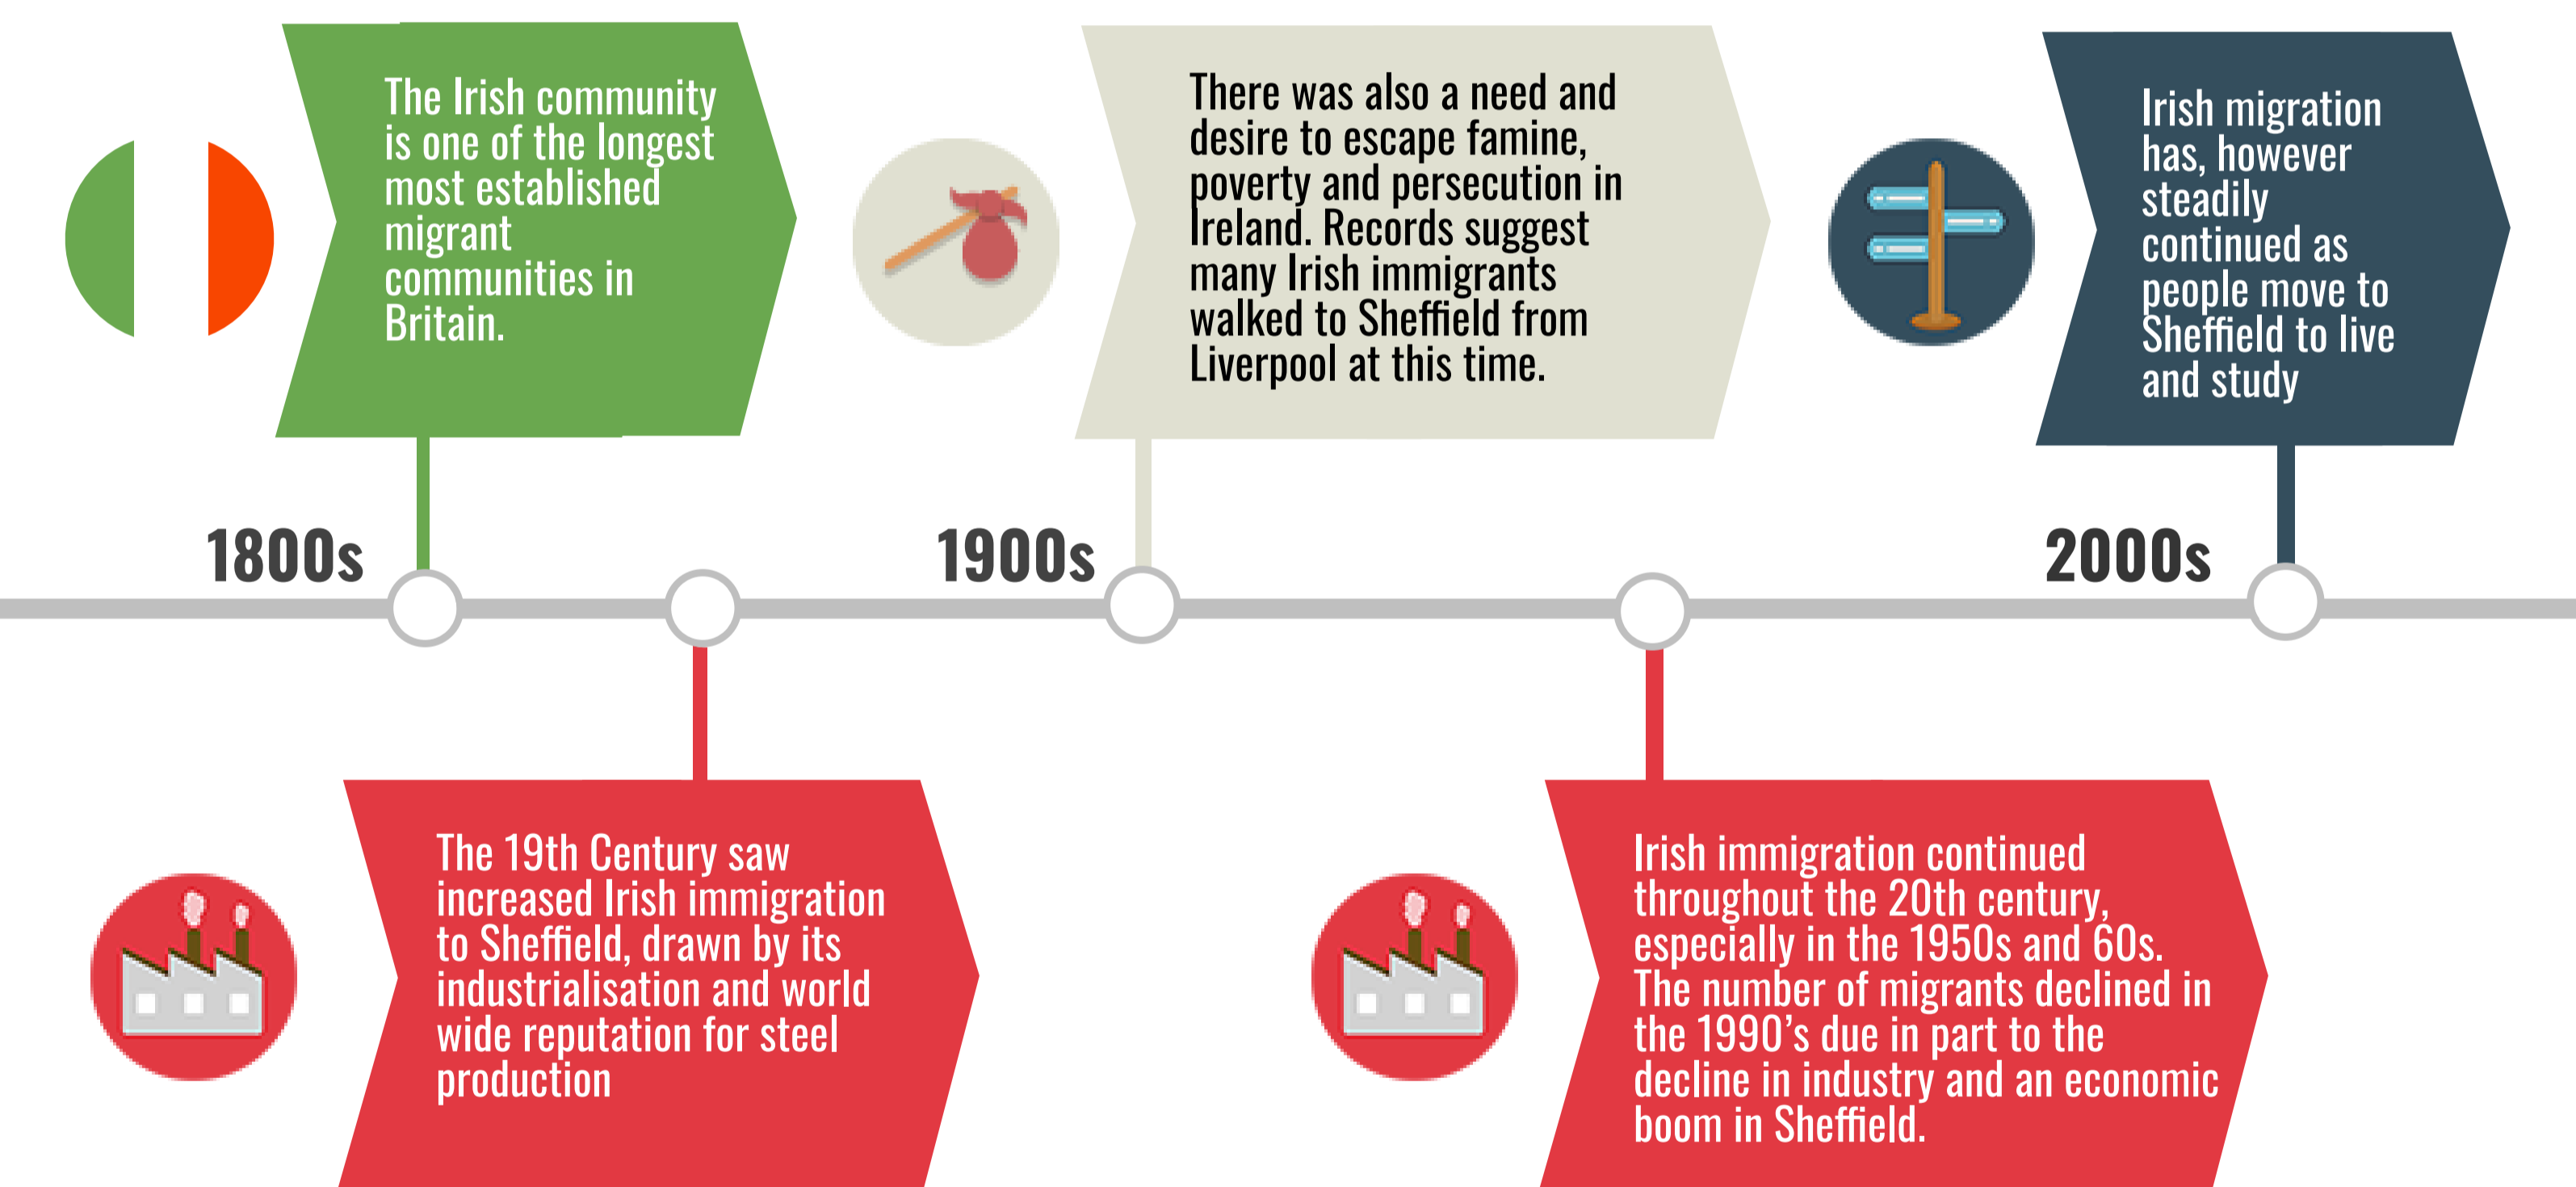 The Irish community
is one of the longest
most established
migrant
communities in
Britain.
There was also a need and
desire to escape famine,
poverty and persecution in
Ireland. Records suggest
many Irish immigrants
walked to Sheffield from
Liverpool at this time.
Irish migration
has, however
steadily
continued as
people move to
Sheffield to live
and study
1800s
1900s
2000s
The 19th Century saw
increased Irish immigration
to Sheffield, drawn by its
industrialisation and world
wide reputation for steel
production
Irish immigration continued
throughout the 20th century,
especially in the 1950s and 60s.
The number of migrants declined in
the 1990’s due in part to the
decline in industry and an economic
boom in Sheffield.